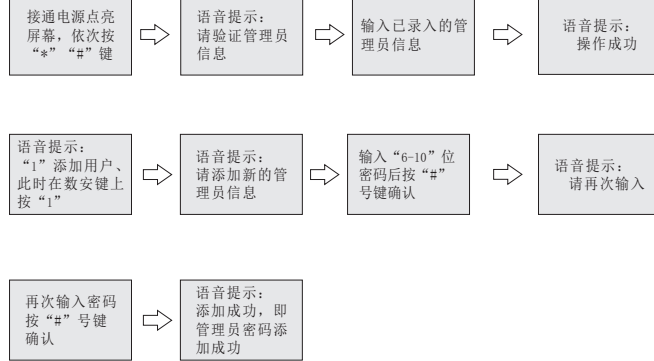 接通电源点亮
屏幕，依次按
“*”“#”键
语音提示：
请验证管理员
信息
输入已录入的管
理员信息
语音提示：
操作成功
语音提示：
“1”添加用户、
此时在数安键上
按“1”
语音提示：
请添加新的管
理员信息
输入“6-10”位
密码后按“#”
号键确认
语音提示：
请再次输入
再次输入密码
按“#”号键
确认
语音提示：
添加成功，即
管理员密码添
加成功